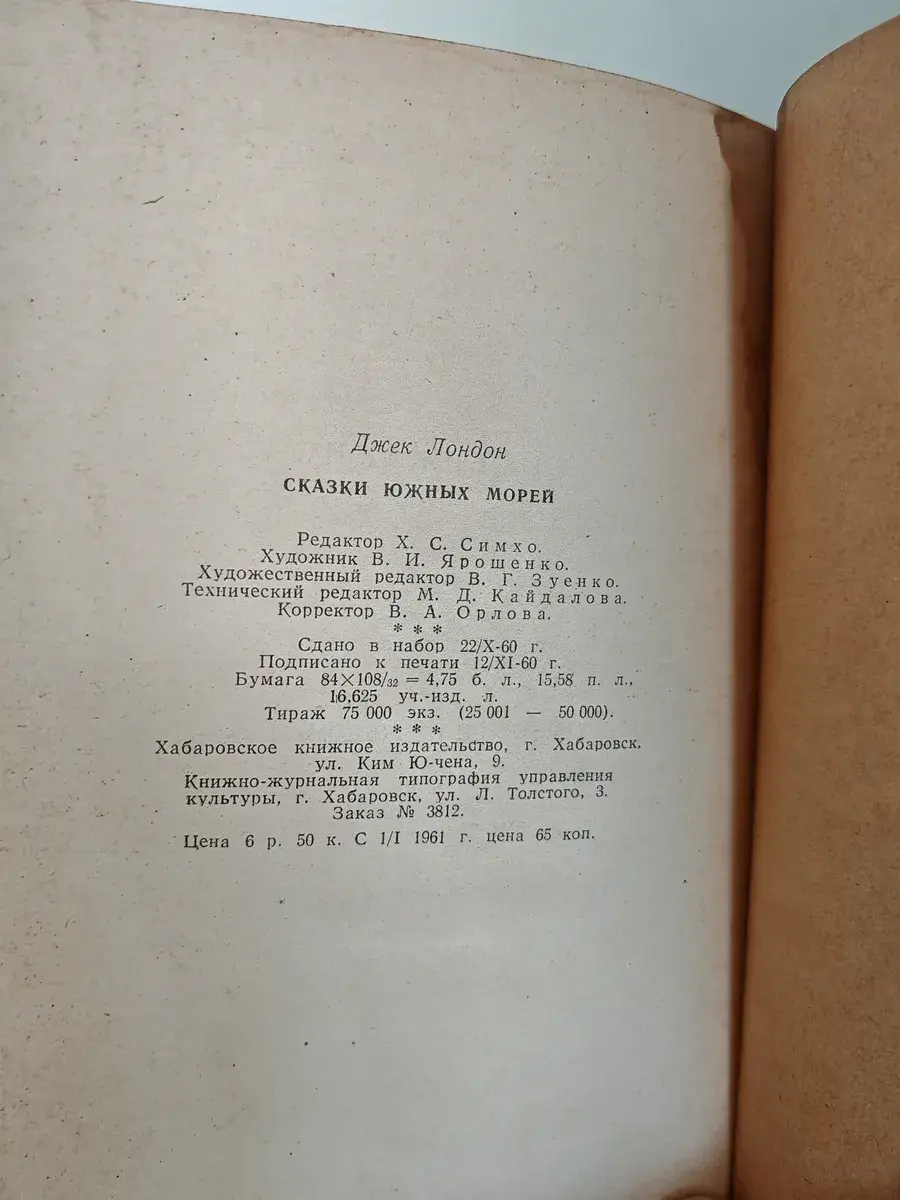 Джек Лондон
СКАЗКИ ЮЖНЫХ МОРЕЙ
Редактор Х. С. Симхо.
Художник В. И. Ярошенко.
Художественный редактор В. Г. Зуенко.
Технический редактор М. Д. Кайдалова.
Корректор В. А. Орлова.
* * *
Сдано в набор 22/X-60 г.
Подписано к печати 12/XI-60 г.
Бумага 84×108/32 = 4,75 б. л., 15,58 п. л.,
16,625 уч.-изд. л.
Тираж 75 000 экз. (25 001 — 50 000).
* * *
Хабаровское книжное издательство, г. Хабаровск,
ул. Ким Ю-чена, 9.
Книжно-журнальная типография управления
культуры, г. Хабаровск, ул. Л. Толстого, 3.
Заказ № 3812.
Цена 6 р. 50 к. С 1/I 1961 г. цена 65 коп.